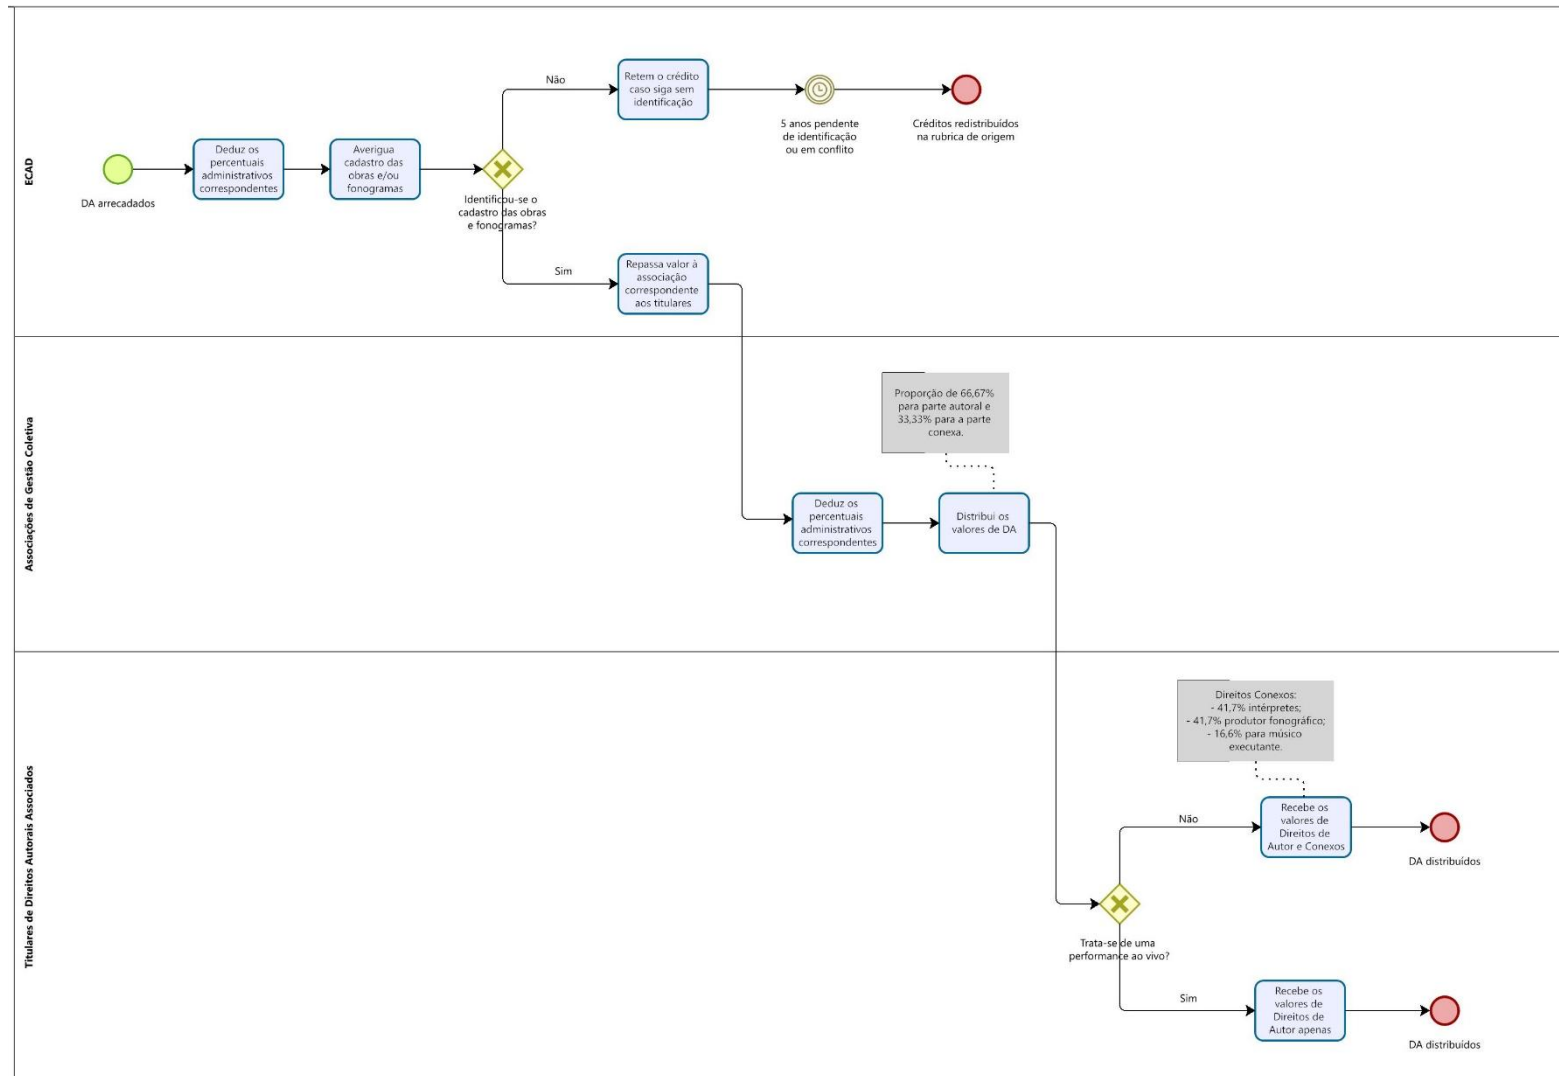 ECAD
DA arrecadados
Deduz os
percentuais
administrativos
correspondentes
Averigua
cadastro das
obras e/ou
fonogramas
Identificou-se o
cadastro das obras
e fonogramas?
Não
Retem o crédito
caso siga sem
identificação
5 anos pendente
de identificação
ou em conflito
Créditos redistribuídos
na rubrica de origem
Sim
Repassa valor à
associação
correspondente
aos titulares
Associações de Gestão Coletiva
Proporção de 66,67%
para parte autoral e
33,33% para a parte
conexa.
Deduz os
percentuais
administrativos
correspondentes
Distribui os
valores de DA
Titulares de Direitos Autorais Associados
Direitos Conexos:
- 41,7% intérpretes;
- 41,7% produtor fonográfico;
- 16,6% para músico
executante.
Trata-se de uma
performance ao vivo?
Não
Recebe os
valores de
Direitos de
Autor e Conexos
DA distribuídos
Sim
Recebe os
valores de
Direitos de
Autor apenas
DA distribuídos